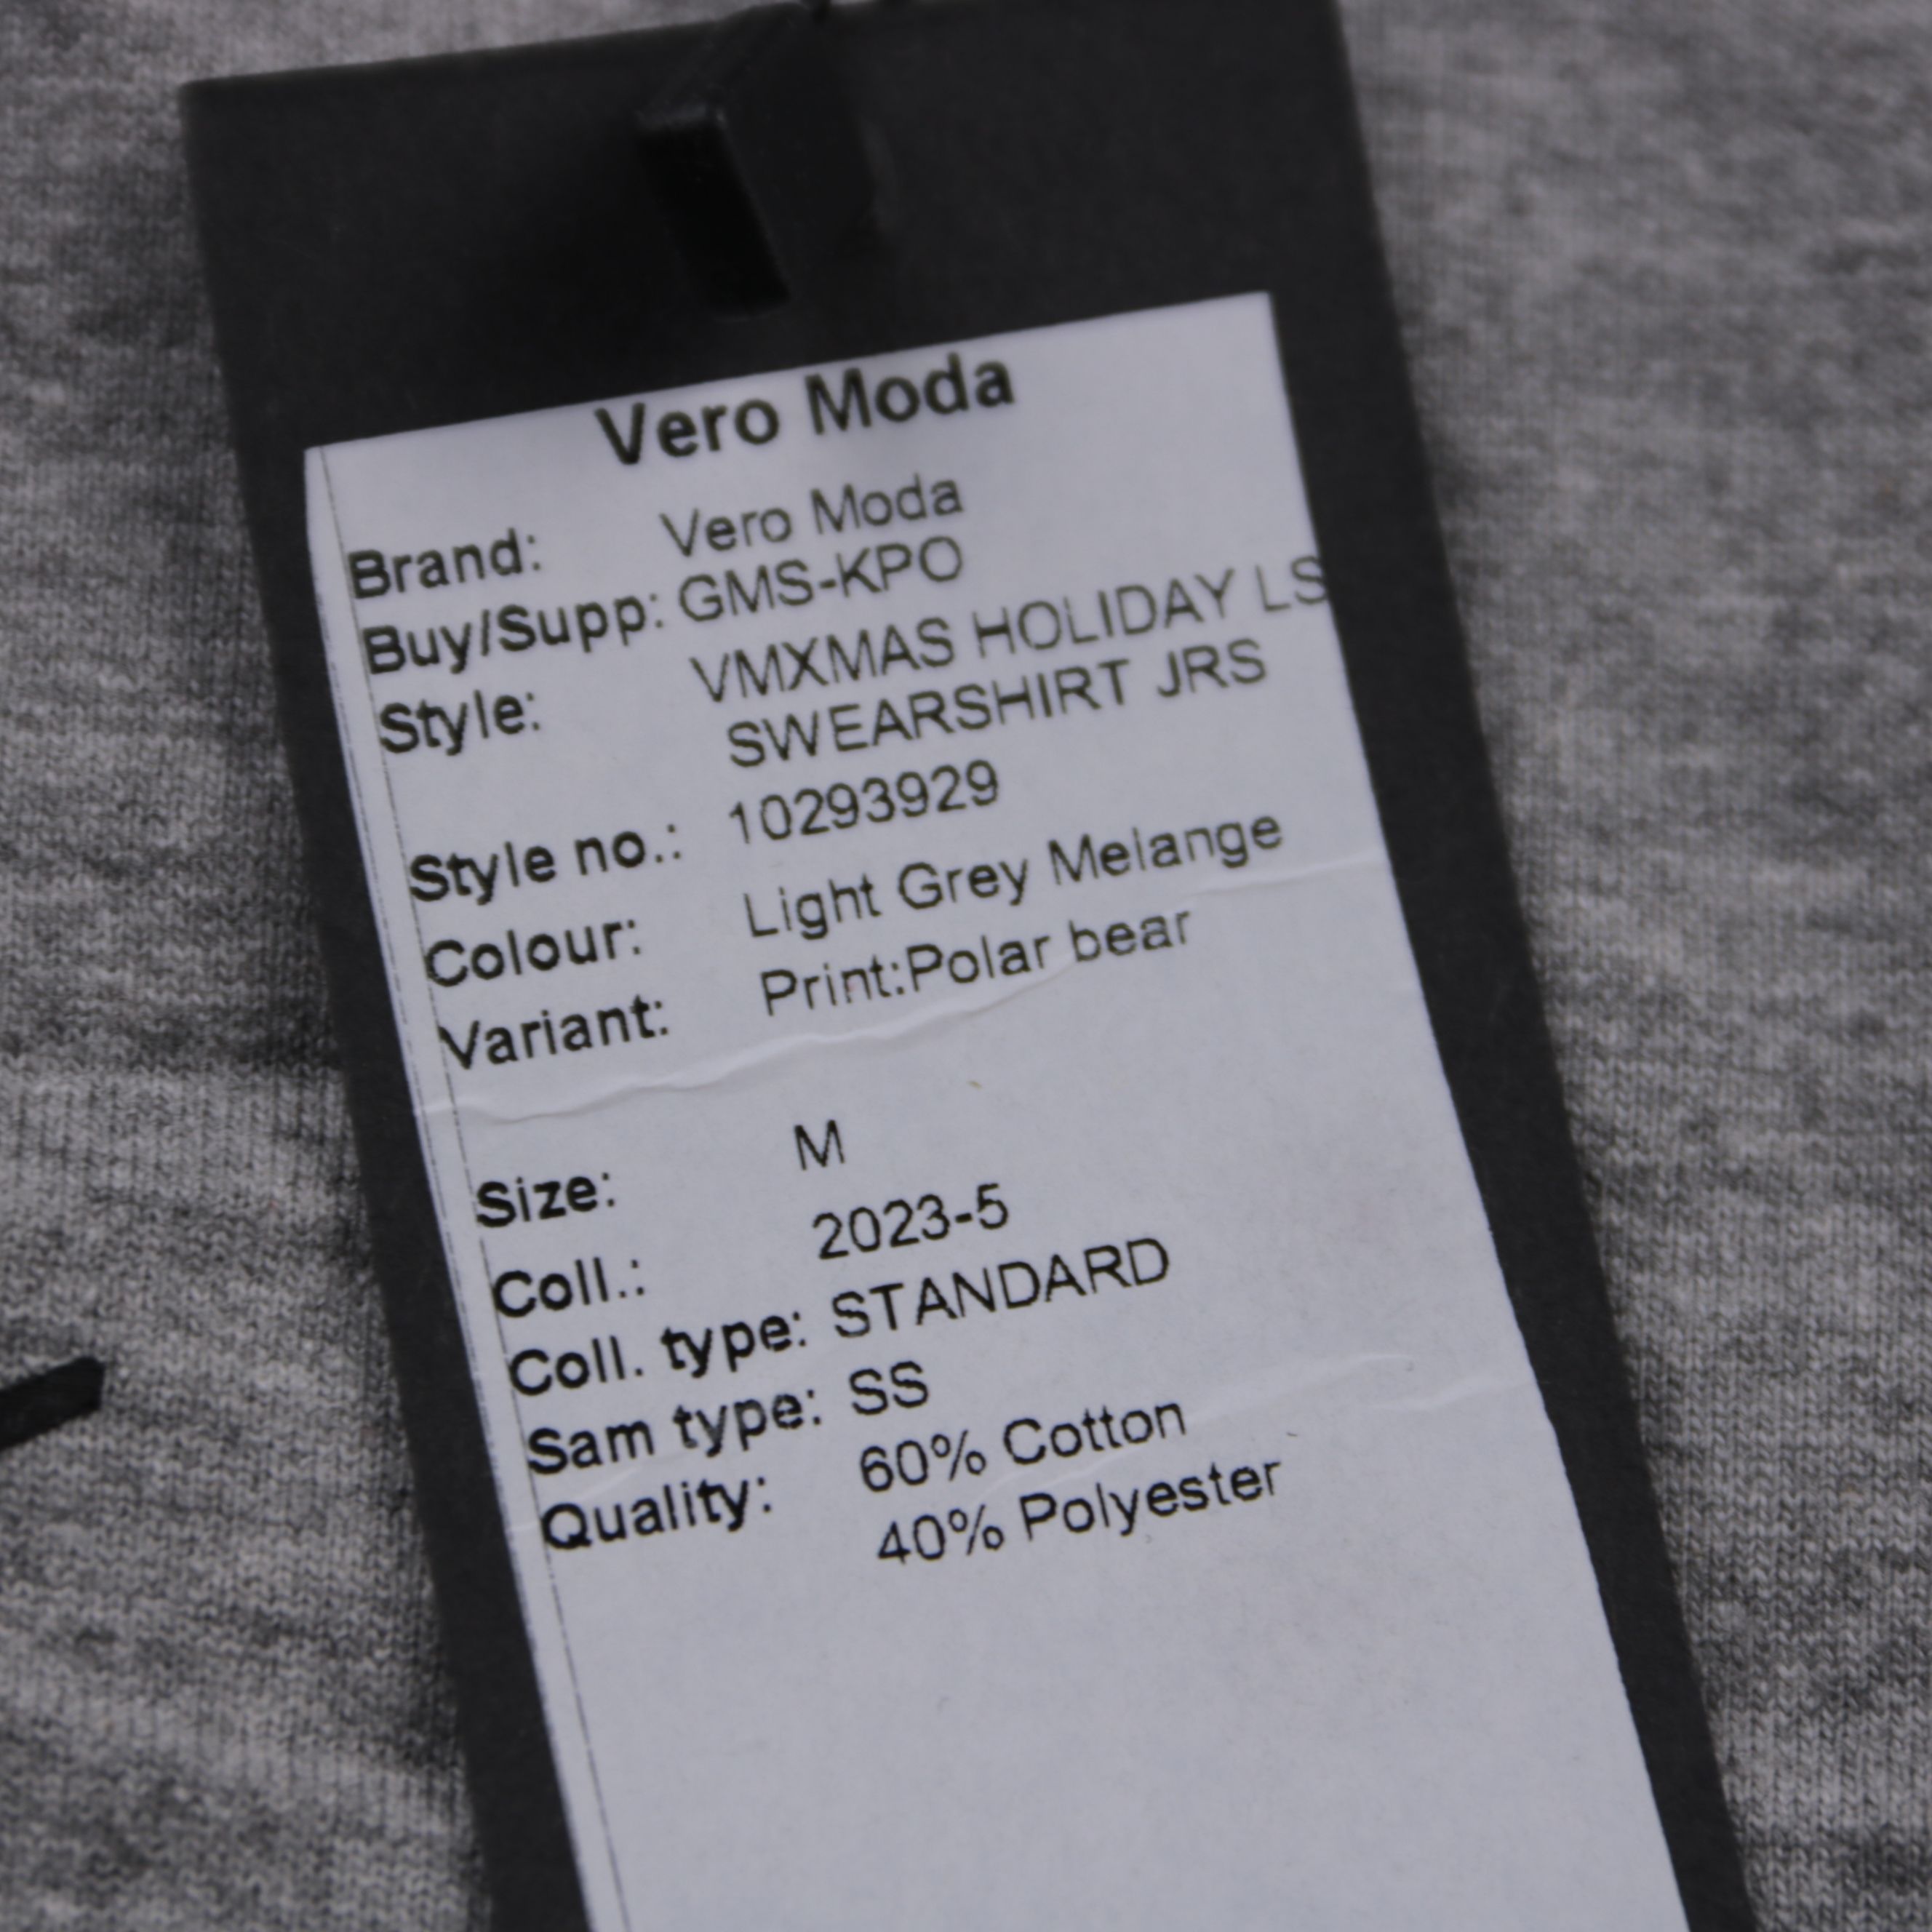 Vero Moda
Brand: Vero Moda
Buy/Supp: GMS-KPO
Style: VMXMAS HOLIDAY LS
SWEARSHIRT JRS
Style no.: 10293929
Colour: Light Grey Melange
Variant: Print:Polar bear
Size: M
Coll.: 2023-5
Coll. type: STANDARD
Sam type: SS
Quality: 60% Cotton
40% Polyester